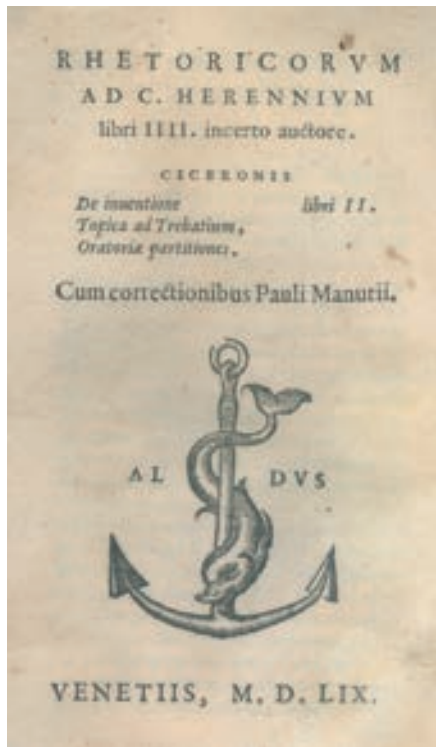 RHETORICORVM
AD C. HERENNIVM
libri IIII. incerto auctore.
CICERONIS
De inuentione libri II.
Topica ad Trebatium,
Oratoriæ partitiones.
Cum correctionibus Pauli Manutii.
AL DVS
VENETIIS, M. D. LIX.